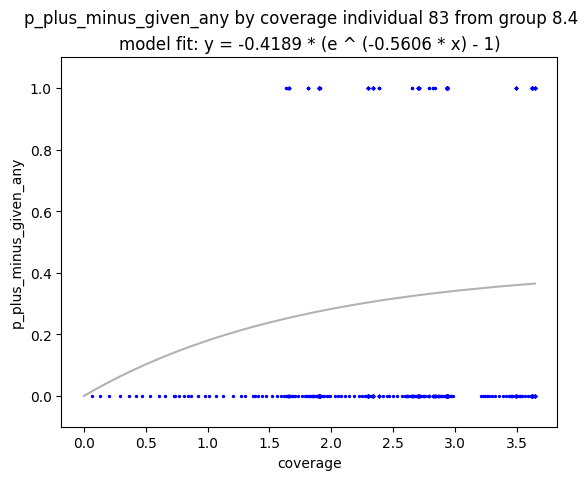 p_plus_minus_given_any by coverage individual 83 from group 8.4
model fit: y = -0.4189 * (e ^ (-0.5606 * x) - 1)
1.0
0.8
0.6
0.4
0.2
0.0
p_plus_minus_given_any
0.0 0.5 1.0 1.5 2.0 2.5 3.0 3.5
coverage